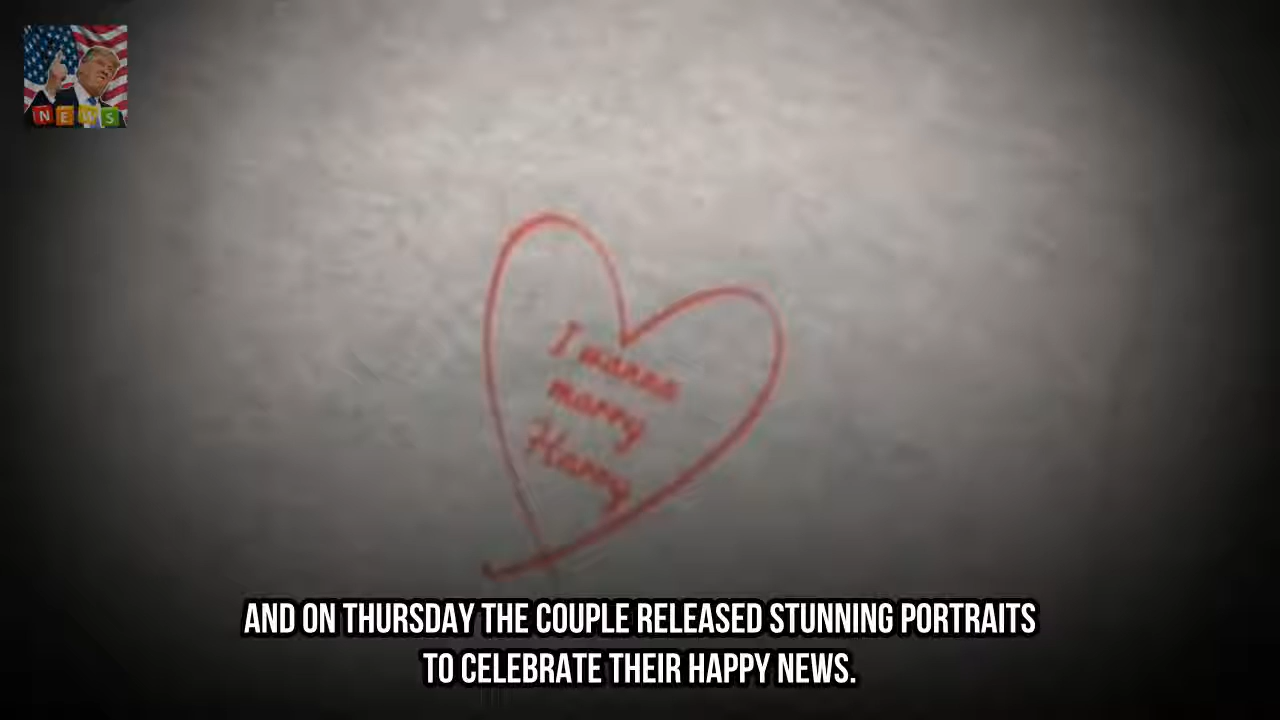 NEWS
I wanna
marry
Harry
AND ON THURSDAY THE COUPLE RELEASED STUNNING PORTRAITS
TO CELEBRATE THEIR HAPPY NEWS.